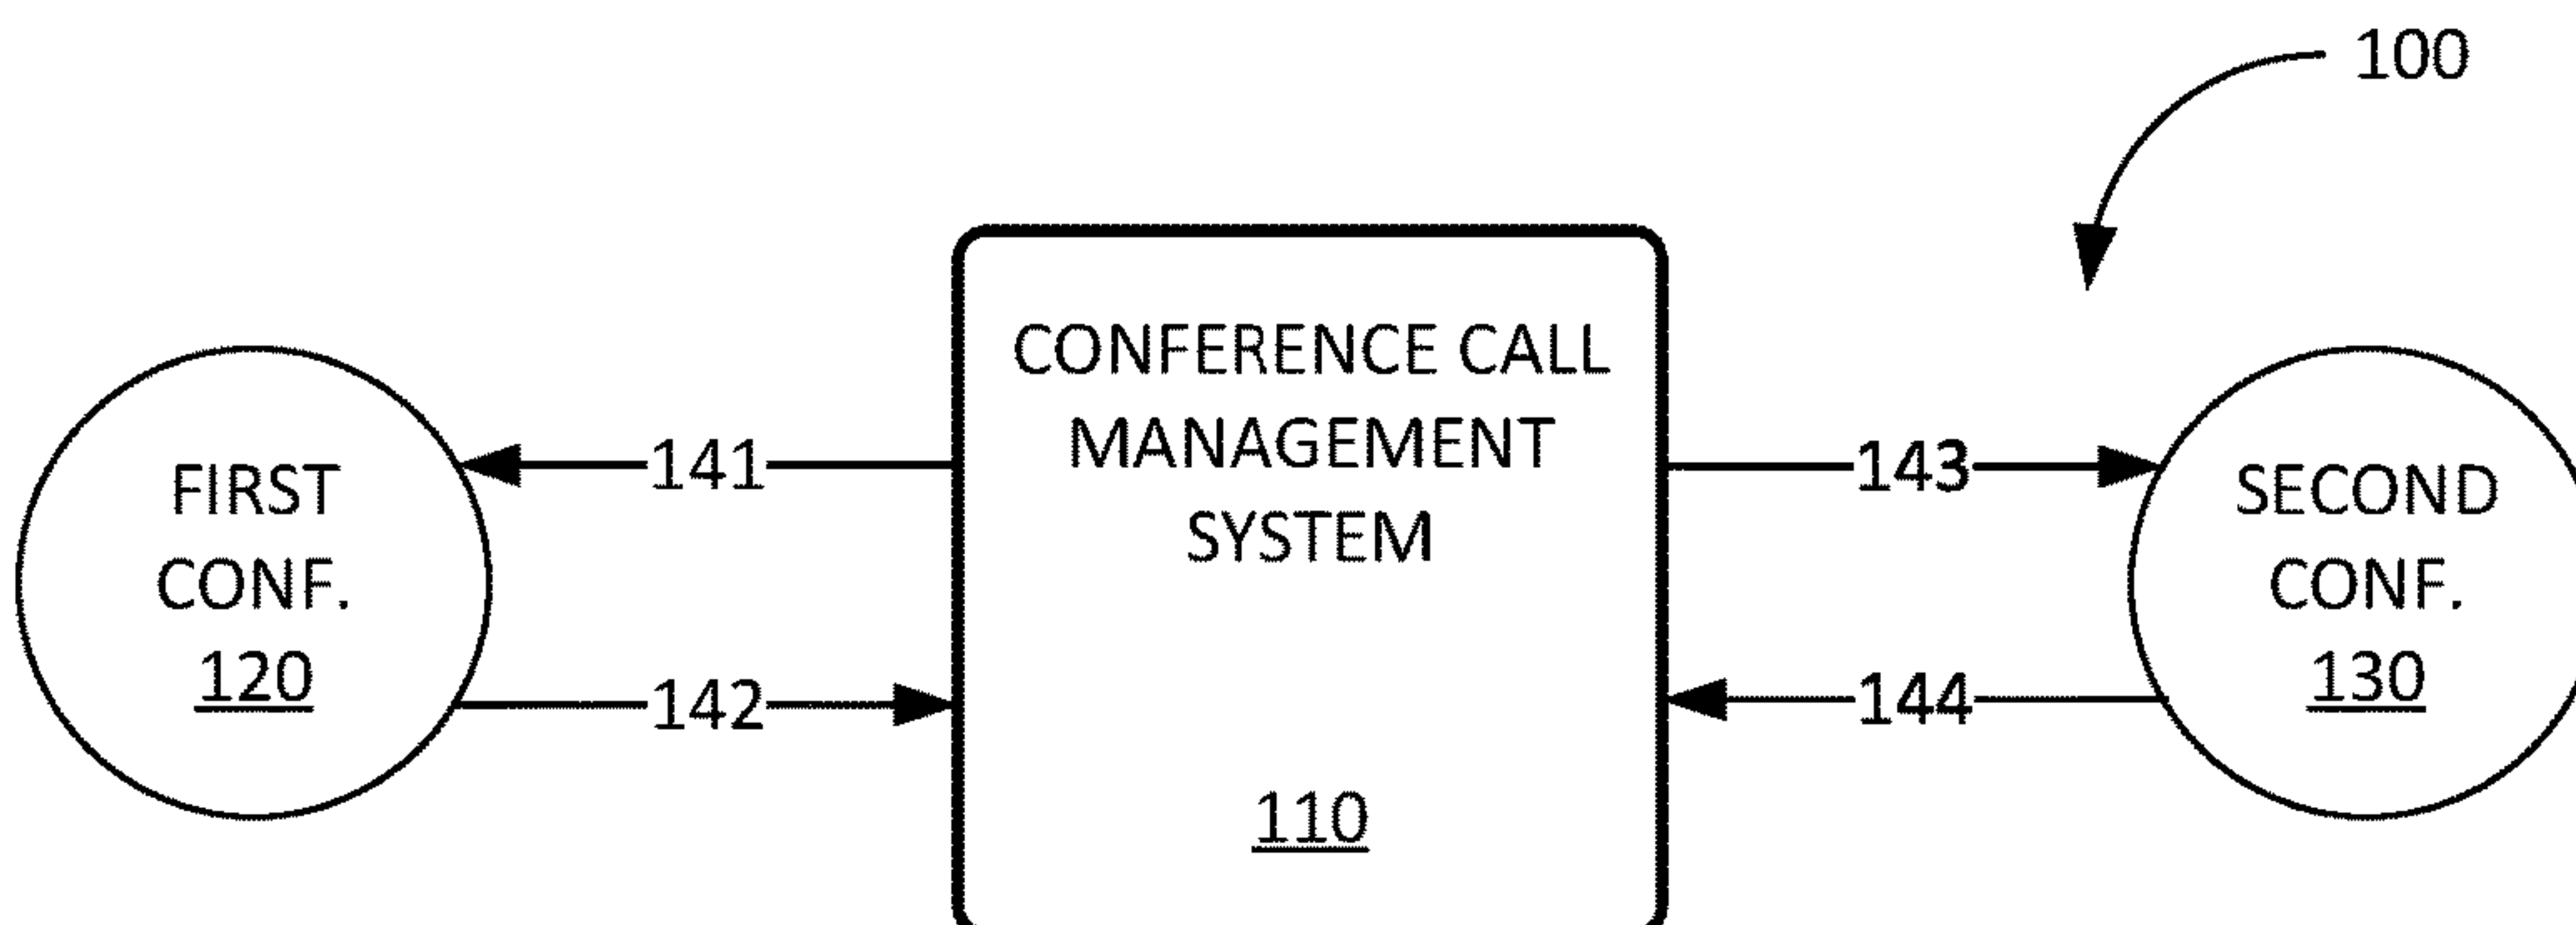 100
CONFERENCE CALL
MANAGEMENT
SYSTEM
110
FIRST
CONF.
120
141
142
143
144
SECOND
CONF.
130